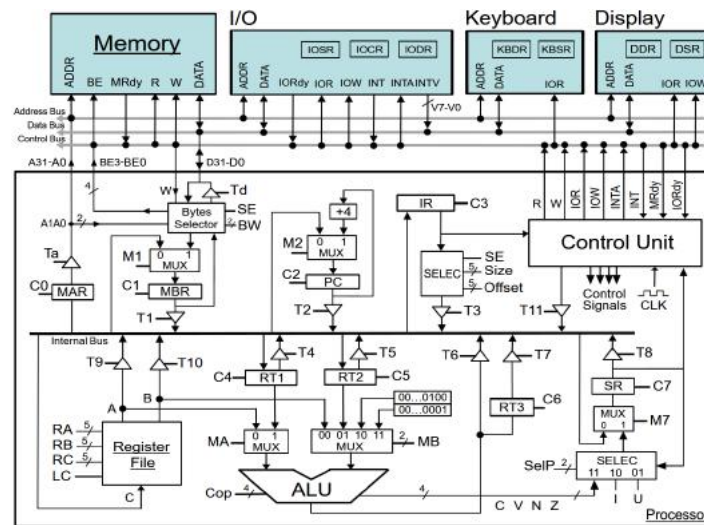 Memory
I/O
Keyboard
Display
IOSR IOCR IODR
KBDR KBSR
DDR DSR
ADDR BE MRdy R W DATA
ADDR DATA IORdy IOR IOW INT INTA INTV
ADDR DATA IOR
ADDR DATA IOR IOW
V7-V0
Address Bus
Data Bus
Control Bus
A31-A0 BE3-BE0 D31-D0
R W IOR IOW INTA INT MRdy IORdy
4 W Td
Bytes Selector
SE
BW
A1A0 2 2
Ta
C0 MAR
M1 0 1 MUX
C1 MBR
T1
+4
M2 0 1 MUX
C2 PC
T2
IR C3
SELEC
SE
5 Size
5 Offset
T3
Control Unit
T11
Control Signals
CLK
Internal Bus
T9 T10 T4 T5 T6 T7 T8
C4 RT1 RT2 C5
RT3 C6
SR C7
MUX 0 1 M7
A B
00...0100
00...0001
RA 5
RB 5
RC 5
LC
Register File
C
MA 0 1 MUX
00 01 10 11 MUX 2 MB
Cop 4 ALU 4
C V N Z
SelP 2 SELEC
11 10 01
I U
Processo